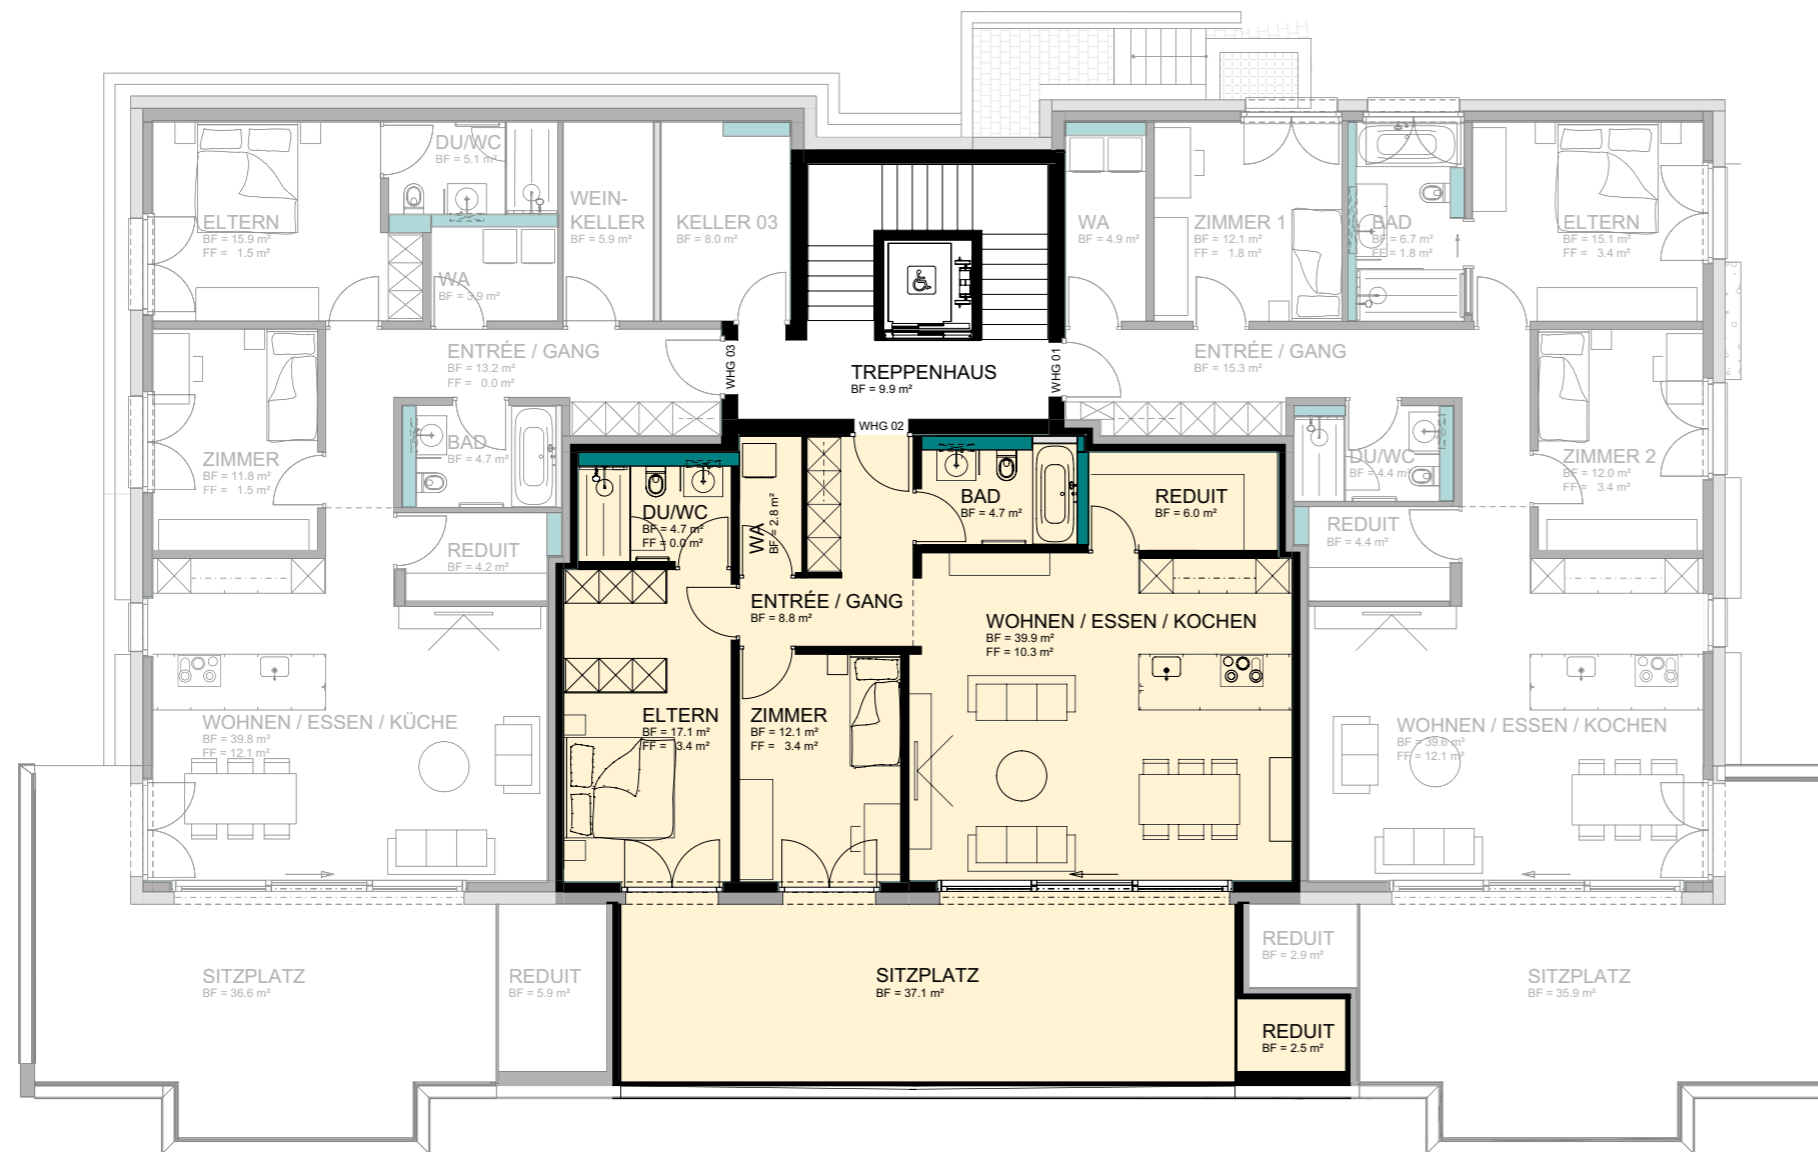 DU/WC
BF = 5.1 m²
WEIN-
KELLER
BF = 5.9 m²
KELLER 03
BF = 8.0 m²
ELTERN
BF = 15.9 m²
FF = 1.5 m²
WA
BF = 3.9 m²
WA
BF = 4.9 m²
ZIMMER 1
BF = 12.1 m²
FF = 1.8 m²
BAD
BF = 6.7 m²
FF = 1.8 m²
ELTERN
BF = 15.1 m²
FF = 3.4 m²
ENTRÉE / GANG
BF = 13.2 m²
FF = 0.0 m²
WHG 03
TREPPENHAUS
BF = 9.9 m²
WHG 01
ENTRÉE / GANG
BF = 15.3 m²
WHG 02
ZIMMER
BF = 11.8 m²
FF = 1.5 m²
BAD
BF = 4.7 m²
DU/WC
BF = 4.7 m²
FF = 0.0 m²
WA
BF = 2.8 m²
BAD
BF = 4.7 m²
REDUIT
BF = 6.0 m²
DU/WC
BF = 4.4 m²
ZIMMER 2
BF = 12.0 m²
FF = 3.4 m²
REDUIT
BF = 4.2 m²
REDUIT
BF = 4.4 m²
ENTRÉE / GANG
BF = 8.8 m²
WOHNEN / ESSEN / KOCHEN
BF = 39.9 m²
FF = 10.3 m²
WOHNEN / ESSEN / KÜCHE
BF = 39.8 m²
FF = 12.1 m²
ELTERN
BF = 17.1 m²
FF = 3.4 m²
ZIMMER
BF = 12.1 m²
FF = 3.4 m²
WOHNEN / ESSEN / KOCHEN
BF = 39.6 m²
FF = 12.1 m²
SITZPLATZ
BF = 36.6 m²
REDUIT
BF = 5.9 m²
SITZPLATZ
BF = 37.1 m²
REDUIT
BF = 2.9 m²
REDUIT
BF = 2.5 m²
SITZPLATZ
BF = 35.9 m²